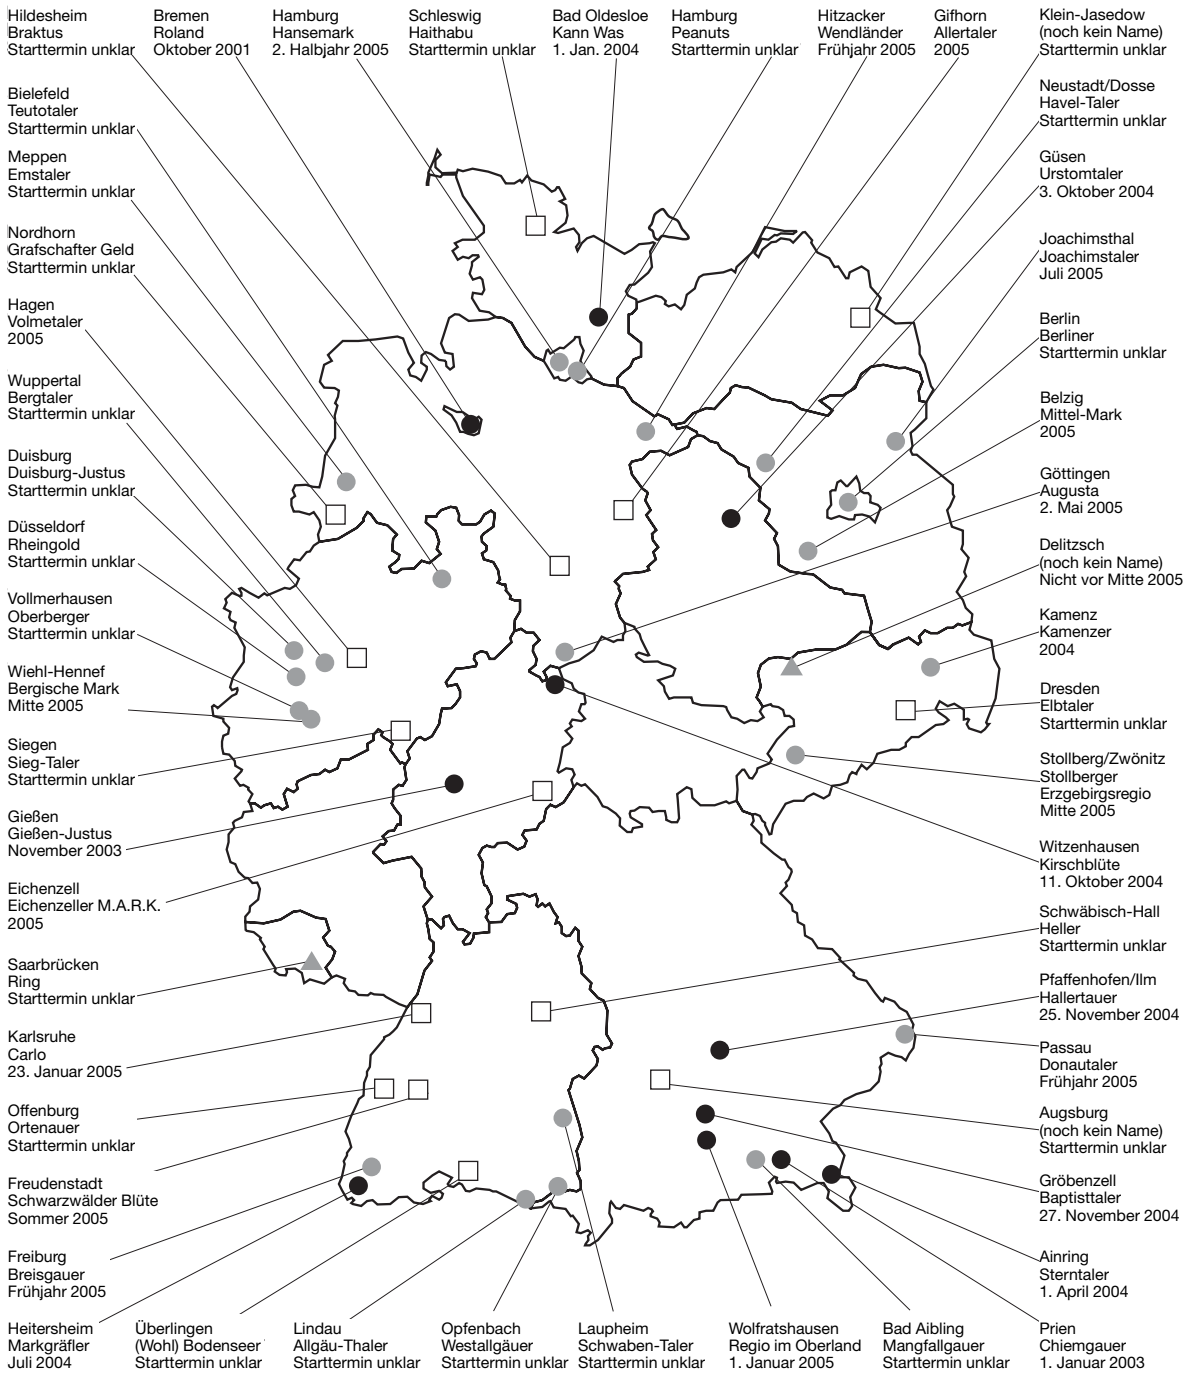 Hildesheim
Braktus
Starttermin unklar
Bremen
Roland
Oktober 2001
Hamburg
Hansemark
2. Halbjahr 2005
Schleswig
Haithabu
Starttermin unklar
Bad Oldesloe
Kann Was
1. Jan. 2004
Hamburg
Peanuts
Starttermin unklar
Hitzacker
Wendländer
Frühjahr 2005
Gifhorn
Allertaler
2005
Klein-Jasedow
(noch kein Name)
Starttermin unklar
Bielefeld
Teutotaler
Starttermin unklar
Meppen
Emstaler
Starttermin unklar
Nordhorn
Grafschafter Geld
Starttermin unklar
Hagen
Volmetaler
2005
Wuppertal
Bergtaler
Starttermin unklar
Duisburg
Duisburg-Justus
Starttermin unklar
Düsseldorf
Rheingold
Starttermin unklar
Vollmerhausen
Oberberger
Starttermin unklar
Wiehl-Hennef
Bergische Mark
Mitte 2005
Siegen
Sieg-Taler
Starttermin unklar
Gießen
Gießen-Justus
November 2003
Eichenzell
Eichenzeller M.A.R.K.
2005
Saarbrücken
Ring
Starttermin unklar
Karlsruhe
Carlo
23. Januar 2005
Offenburg
Ortenauer
Starttermin unklar
Freudenstadt
Schwarzwälder Blüte
Sommer 2005
Freiburg
Breisgauer
Frühjahr 2005
Heitersheim
Markgräfler
Juli 2004
Neustadt/Dosse
Havel-Taler
Starttermin unklar
Güsen
Urstomtaler
3. Oktober 2004
Joachimsthal
Joachimstaler
Juli 2005
Berlin
Berliner
Starttermin unklar
Belzig
Mittel-Mark
2005
Göttingen
Augusta
2. Mai 2005
Delitzsch
(noch kein Name)
Nicht vor Mitte 2005
Kamenz
Kamenzer
2004
Dresden
Elbtaler
Starttermin unklar
Stollberg/Zwönitz
Stollberger
Erzgebirgsregio
Mitte 2005
Witzenhausen
Kirschblüte
11. Oktober 2004
Schwäbisch-Hall
Heller
Starttermin unklar
Pfaffenhofen/Ilm
Hallertauer
25. November 2004
Passau
Donautaler
Frühjahr 2005
Augsburg
(noch kein Name)
Starttermin unklar
Gröbenzell
Baptisttaler
27. November 2004
Ainring
Sterntaler
1. April 2004
Überlingen
(Wohl) Bodenseer
Starttermin unklar
Lindau
Allgäu-Thaler
Starttermin unklar
Opfenbach
Westallgäuer
Starttermin unklar
Laupheim
Schwaben-Taler
Starttermin unklar
Wolfratshausen
Regio im Oberland
1. Januar 2005
Bad Aibling
Mangfallgauer
Starttermin unklar
Prien
Chiemgauer
1. Januar 2003